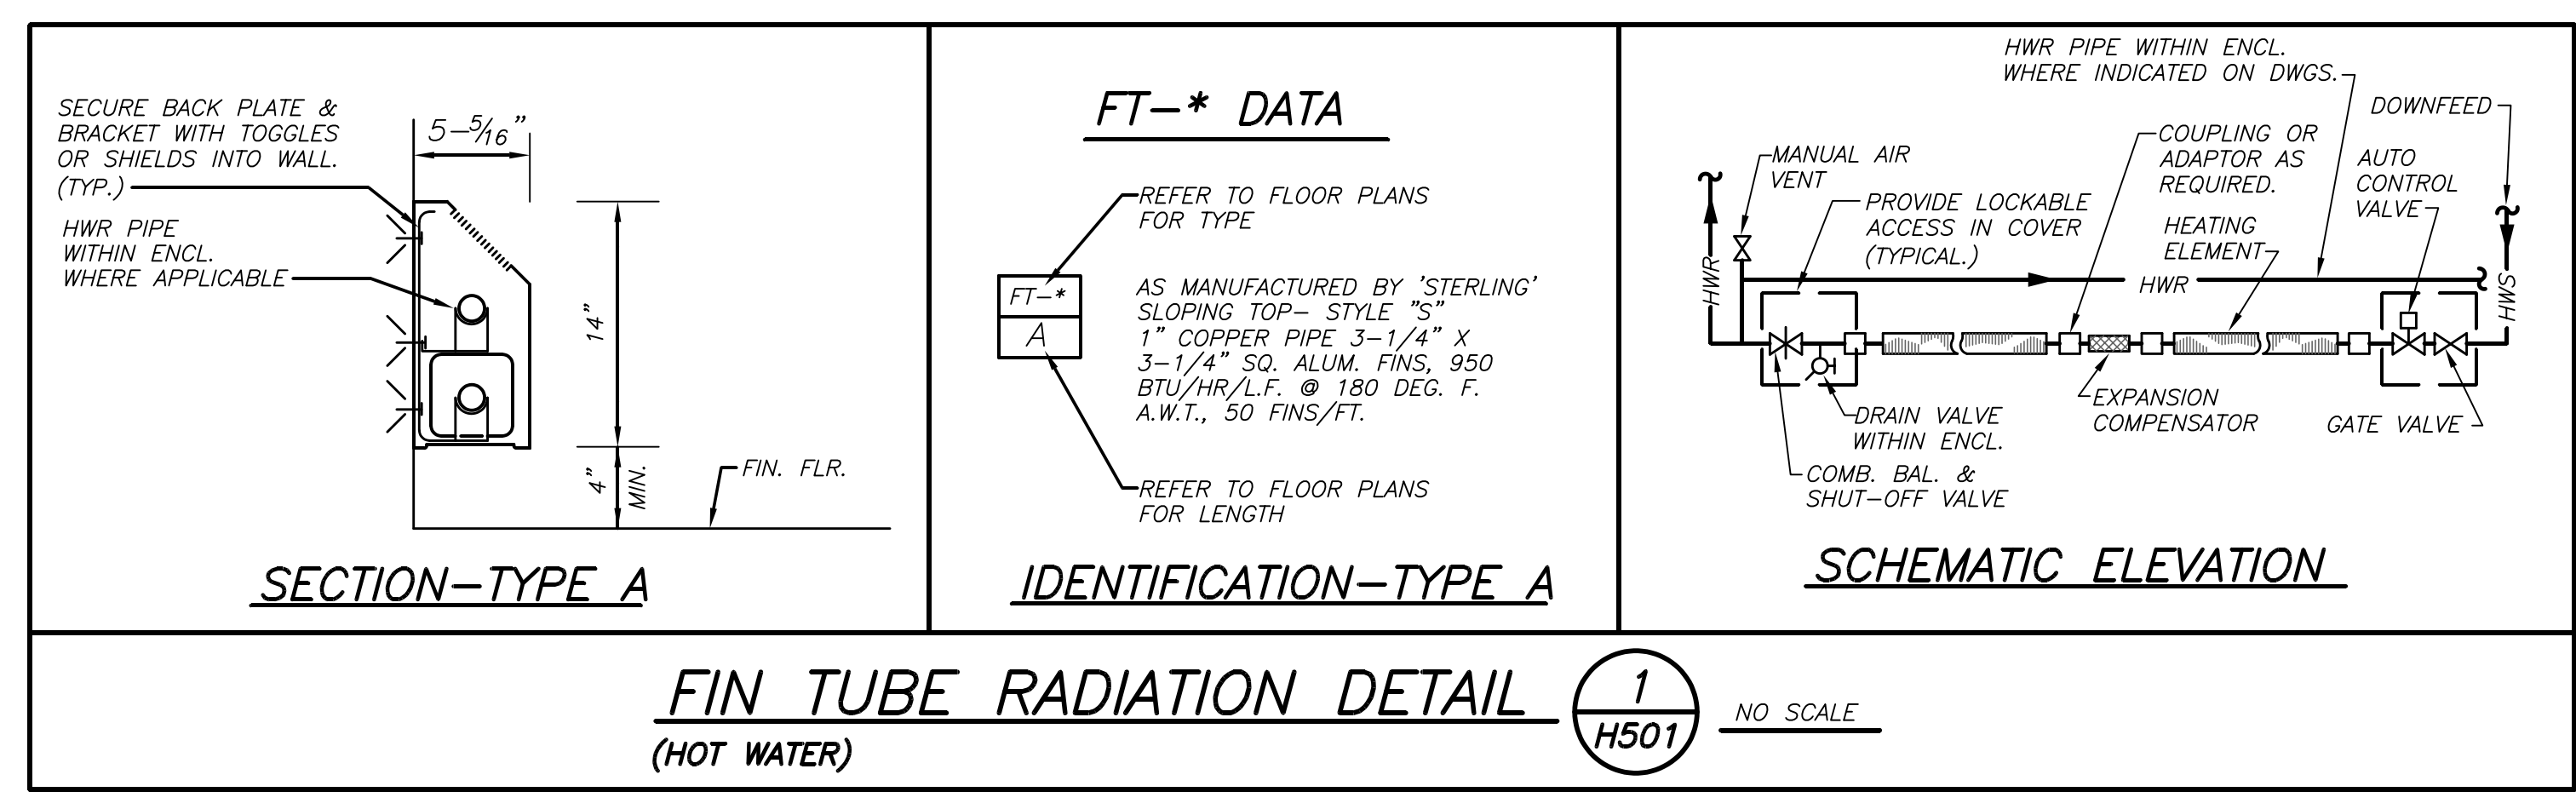 SECURE BACK PLATE &
BRACKET WITH TOGGLES
OR SHIELDS INTO WALL.
(TYP.)
HWR PIPE
WITHIN ENCL.
WHERE APPLICABLE
5-5/16"
14"
4"
MIN.
FIN. FLR.
SECTION-TYPE A
FT-* DATA
REFER TO FLOOR PLANS
FOR TYPE
FT-*
A
AS MANUFACTURED BY 'STERLING'
SLOPING TOP- STYLE "S"
1" COPPER PIPE 3-1/4" X
3-1/4" SQ. ALUM. FINS, 950
BTU/HR/L.F. @ 180 DEG. F.
A.W.T., 50 FINS/FT.
REFER TO FLOOR PLANS
FOR LENGTH
IDENTIFICATION-TYPE A
HWR PIPE WITHIN ENCL.
WHERE INDICATED ON DWGS.
DOWNFEED
MANUAL AIR
VENT
COUPLING OR
ADAPTOR AS
REQUIRED.
AUTO
CONTROL
VALVE
PROVIDE LOCKABLE
ACCESS IN COVER
(TYPICAL.)
HEATING
ELEMENT
HWR
HWR
HWS
DRAIN VALVE
WITHIN ENCL.
EXPANSION
COMPENSATOR
GATE VALVE
COMB. BAL. &
SHUT-OFF VALVE
SCHEMATIC ELEVATION
FIN TUBE RADIATION DETAIL
(HOT WATER)
1
H501
NO SCALE